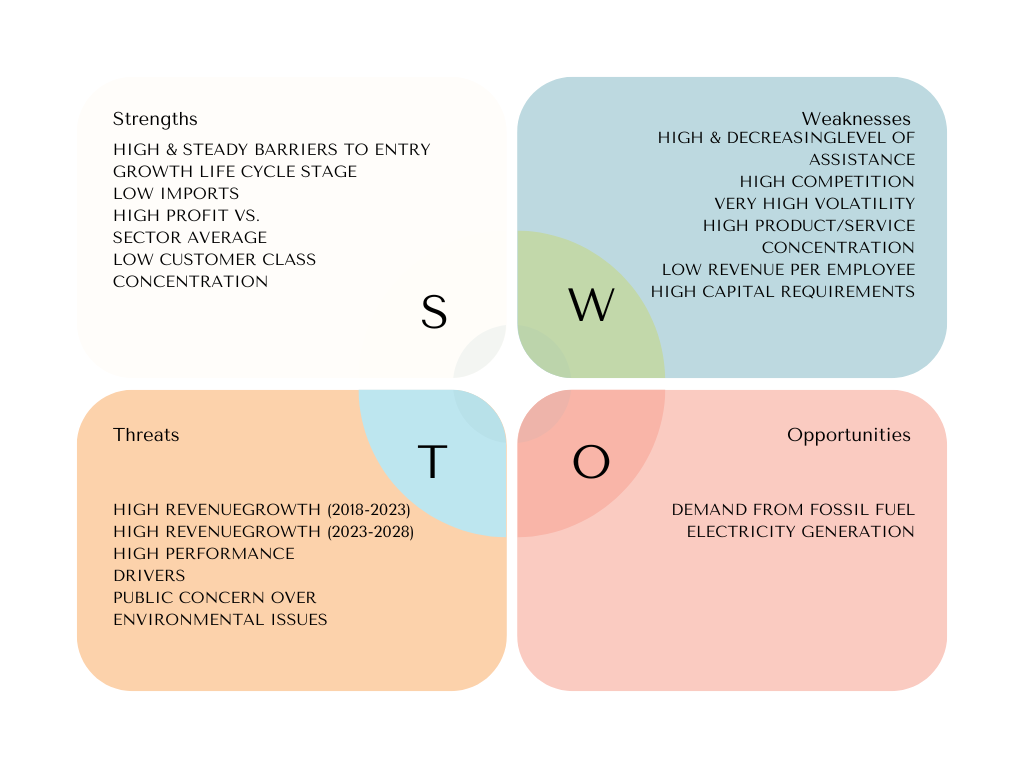 Strengths
HIGH & STEADY BARRIERS TO ENTRY
GROWTH LIFE CYCLE STAGE
LOW IMPORTS
HIGH PROFIT VS.
SECTOR AVERAGE
LOW CUSTOMER CLASS
CONCENTRATION
S
Weaknesses
HIGH & DECREASINGLEVEL OF
ASSISTANCE
HIGH COMPETITION
VERY HIGH VOLATILITY
HIGH PRODUCT/SERVICE
CONCENTRATION
LOW REVENUE PER EMPLOYEE
HIGH CAPITAL REQUIREMENTS
W
Threats
T
HIGH REVENUEGROWTH (2018-2023)
HIGH REVENUEGROWTH (2023-2028)
HIGH PERFORMANCE
DRIVERS
PUBLIC CONCERN OVER
ENVIRONMENTAL ISSUES
Opportunities
O
DEMAND FROM FOSSIL FUEL
ELECTRICITY GENERATION